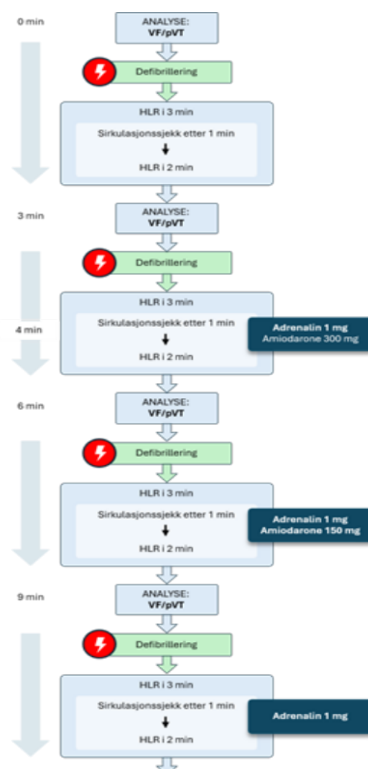 0 min
ANALYSE:
VF/pVT
Defibrillering
HLR i 3 min
Sirkulasjonssjekk etter 1 min
HLR i 2 min
3 min
ANALYSE:
VF/pVT
Defibrillering
HLR i 3 min
4 min
Sirkulasjonssjekk etter 1 min
HLR i 2 min
Adrenalin 1 mg
Amiodarone 300 mg
6 min
ANALYSE:
VF/pVT
Defibrillering
HLR i 3 min
Sirkulasjonssjekk etter 1 min
HLR i 2 min
Adrenalin 1 mg
Amiodarone 150 mg
9 min
ANALYSE:
VF/pVT
Defibrillering
HLR i 3 min
Sirkulasjonssjekk etter 1 min
HLR i 2 min
Adrenalin 1 mg